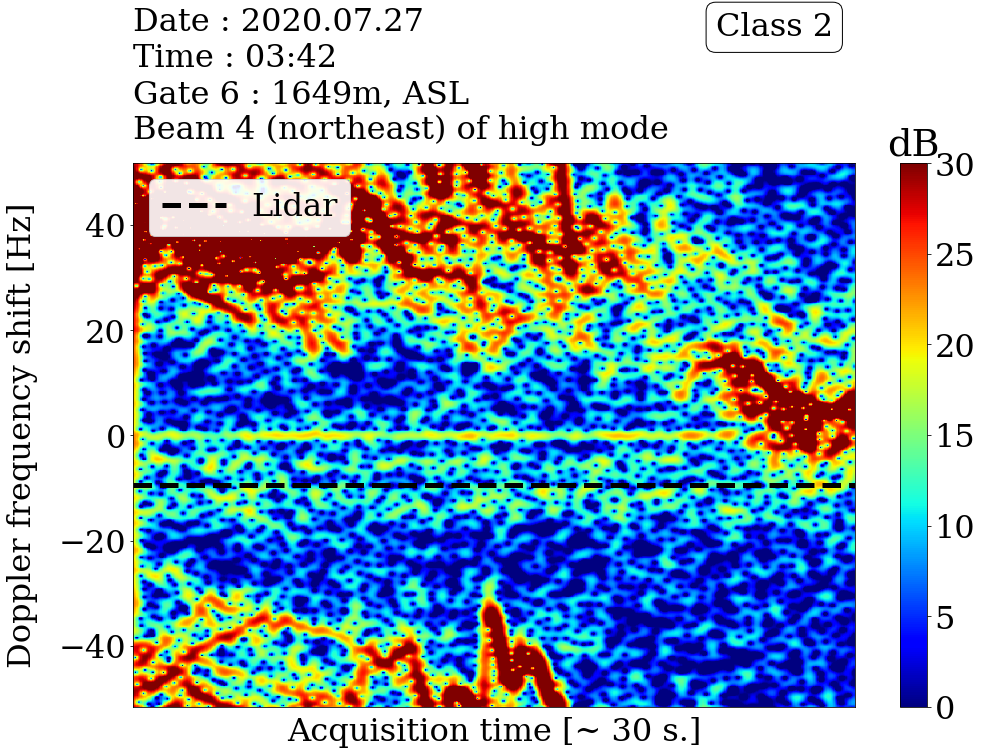 Date : 2020.07.27
Time : 03:42
Gate 6 : 1649m, ASL
Beam 4 (northeast) of high mode
Class 2
dB
Lidar
Doppler frequency shift [Hz]
40
20
0
−20
−40
Acquisition time [~ 30 s.]
30
25
20
15
10
5
0